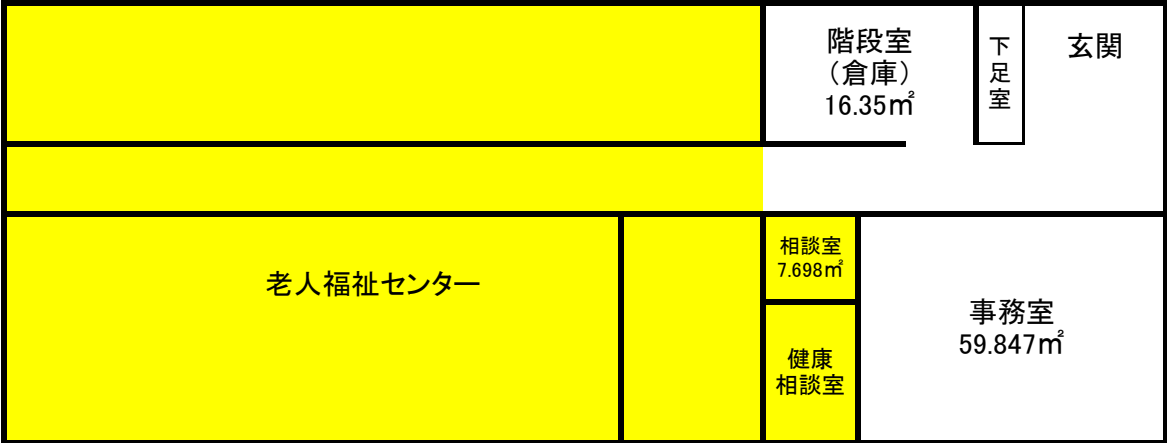 階段室
（倉庫）
16.35㎡
下足室
玄関
老人福祉センター
相談室
7.698㎡
健康
相談室
事務室
59.847㎡